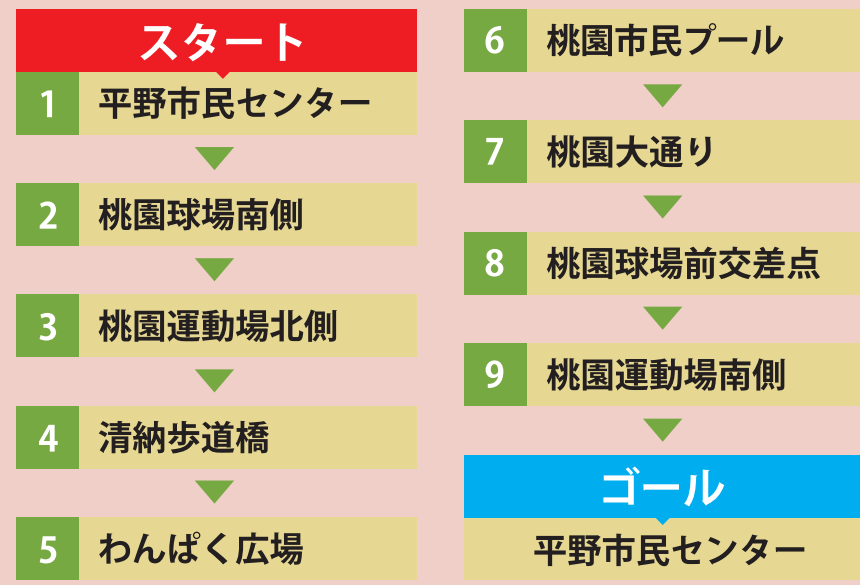 スタート
1 平野市民センター
2 桃園球場南側
3 桃園運動場北側
4 清納歩道橋
5 わんぱく広場
6 桃園市民プール
7 桃園大通り
8 桃園球場前交差点
9 桃園運動場南側
ゴール
平野市民センター